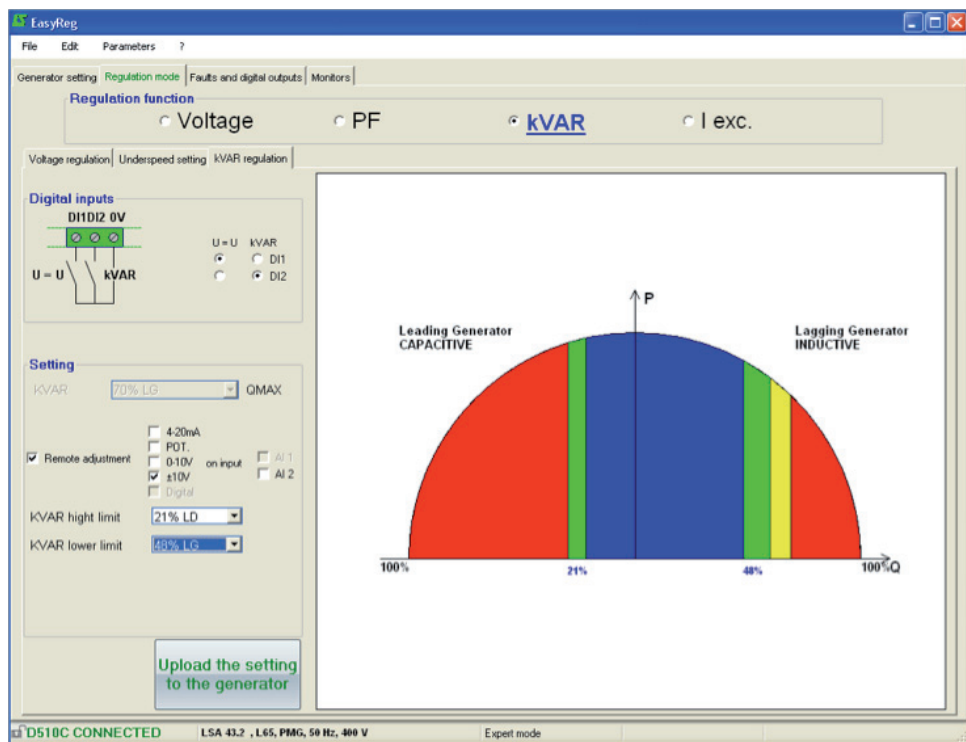 EasyReg
File Edit Parameters ?
Generator setting Regulation mode Faults and digital outputs Monitors
Regulation function
Voltage PF kVAR I exc.
Voltage regulation Underspeed setting kVAR regulation
Digital inputs
DI1DI2 0V
U = U kVAR
DI1
U = U kVAR
DI2
P
Leading Generator
CAPACITIVE
Lagging Generator
INDUCTIVE
Setting
KVAR 70% LG QMAX
4-20mA
POT.
Remote adjustment 0-10V on input AI 1
±10V AI 2
Digital
KVAR hight limit 21% LD
KVAR lower limit 48% LG
100% 21% 48% 100% Q
Upload the setting
to the generator
D510C CONNECTED LSA 43.2 , L65, PMG, 50 Hz, 400 V Expert mode